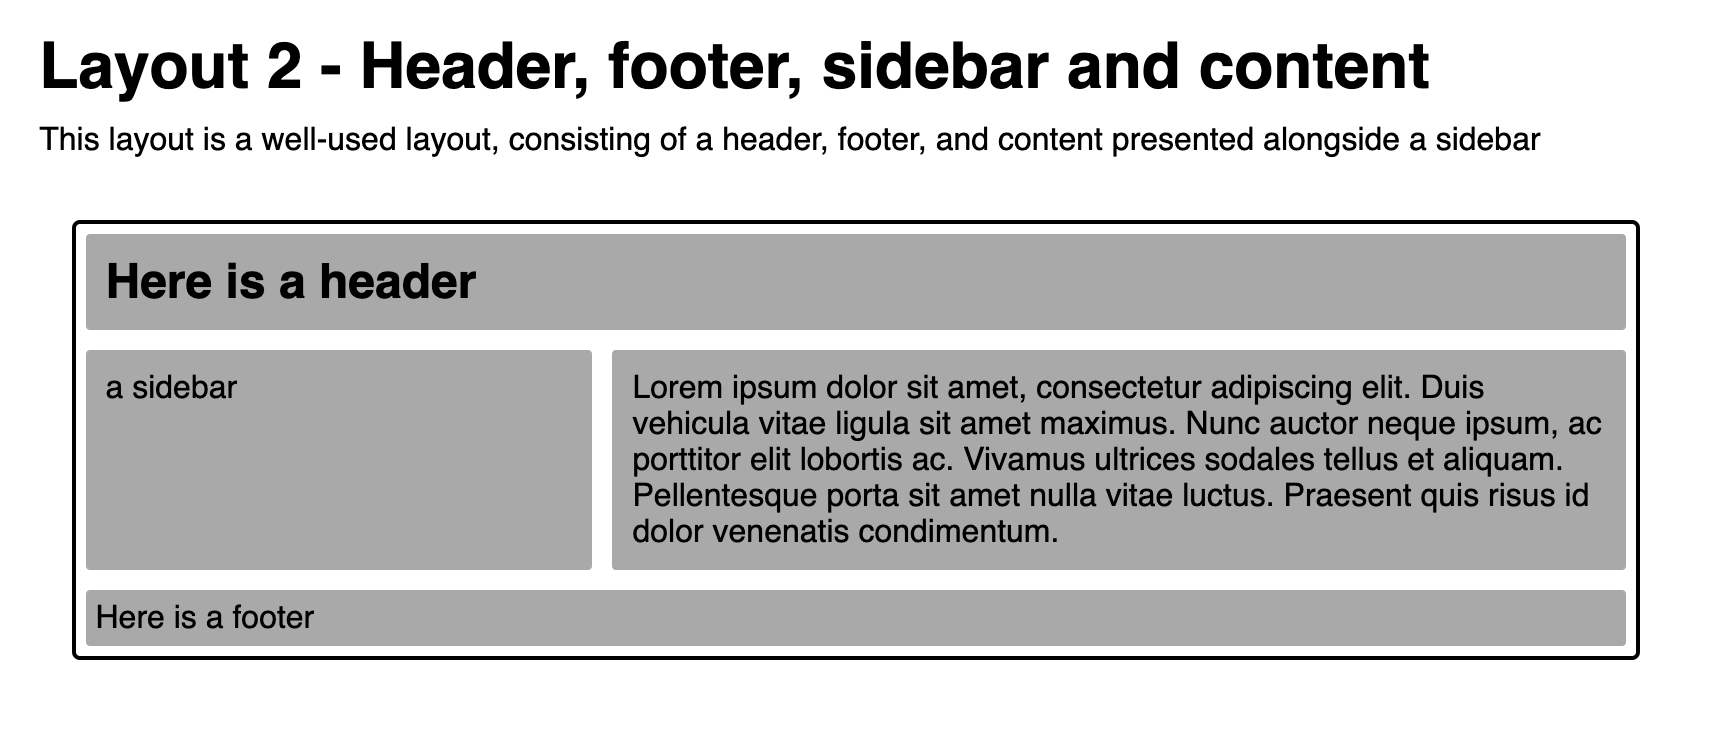 Layout 2 - Header, footer, sidebar and content
This layout is a well-used layout, consisting of a header, footer, and content presented alongside a sidebar
Here is a header
a sidebar
Lorem ipsum dolor sit amet, consectetur adipiscing elit. Duis
vehicula vitae ligula sit amet maximus. Nunc auctor neque ipsum, ac
porttitor elit lobortis ac. Vivamus ultrices sodales tellus et aliquam.
Pellentesque porta sit amet nulla vitae luctus. Praesent quis risus id
dolor venenatis condimentum.
Here is a footer